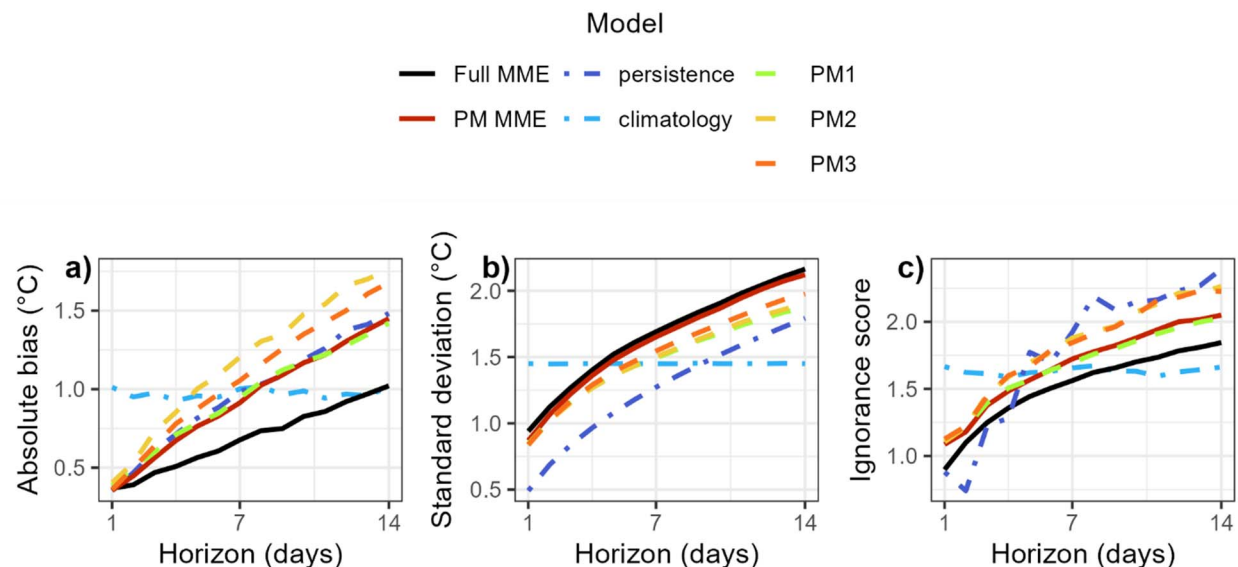 Model
Full MME persistence PM1
PM MME climatology PM2
PM3
a) b) c)
Absolute bias (°C)
1.5
1.0
0.5
1 7 14
Horizon (days)
Standard deviation (°C)
2.0
1.5
1.0
0.5
1 7 14
Horizon (days)
Ignorance score
2.0
1.5
1.0
1 7 14
Horizon (days)